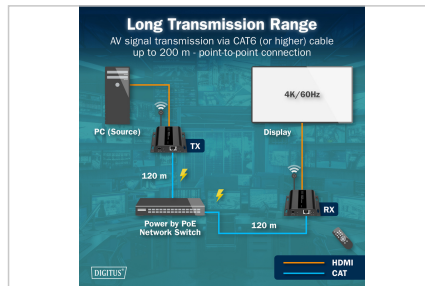 Long Transmission Range
AV signal transmission via CAT6 (or higher) cable
up to 200 m - point-to-point connection
4K/60Hz
PC (Source)
Display
TX
120 m
RX
Power by PoE
Network Switch
120 m
DIGITUS
HDMI
CAT